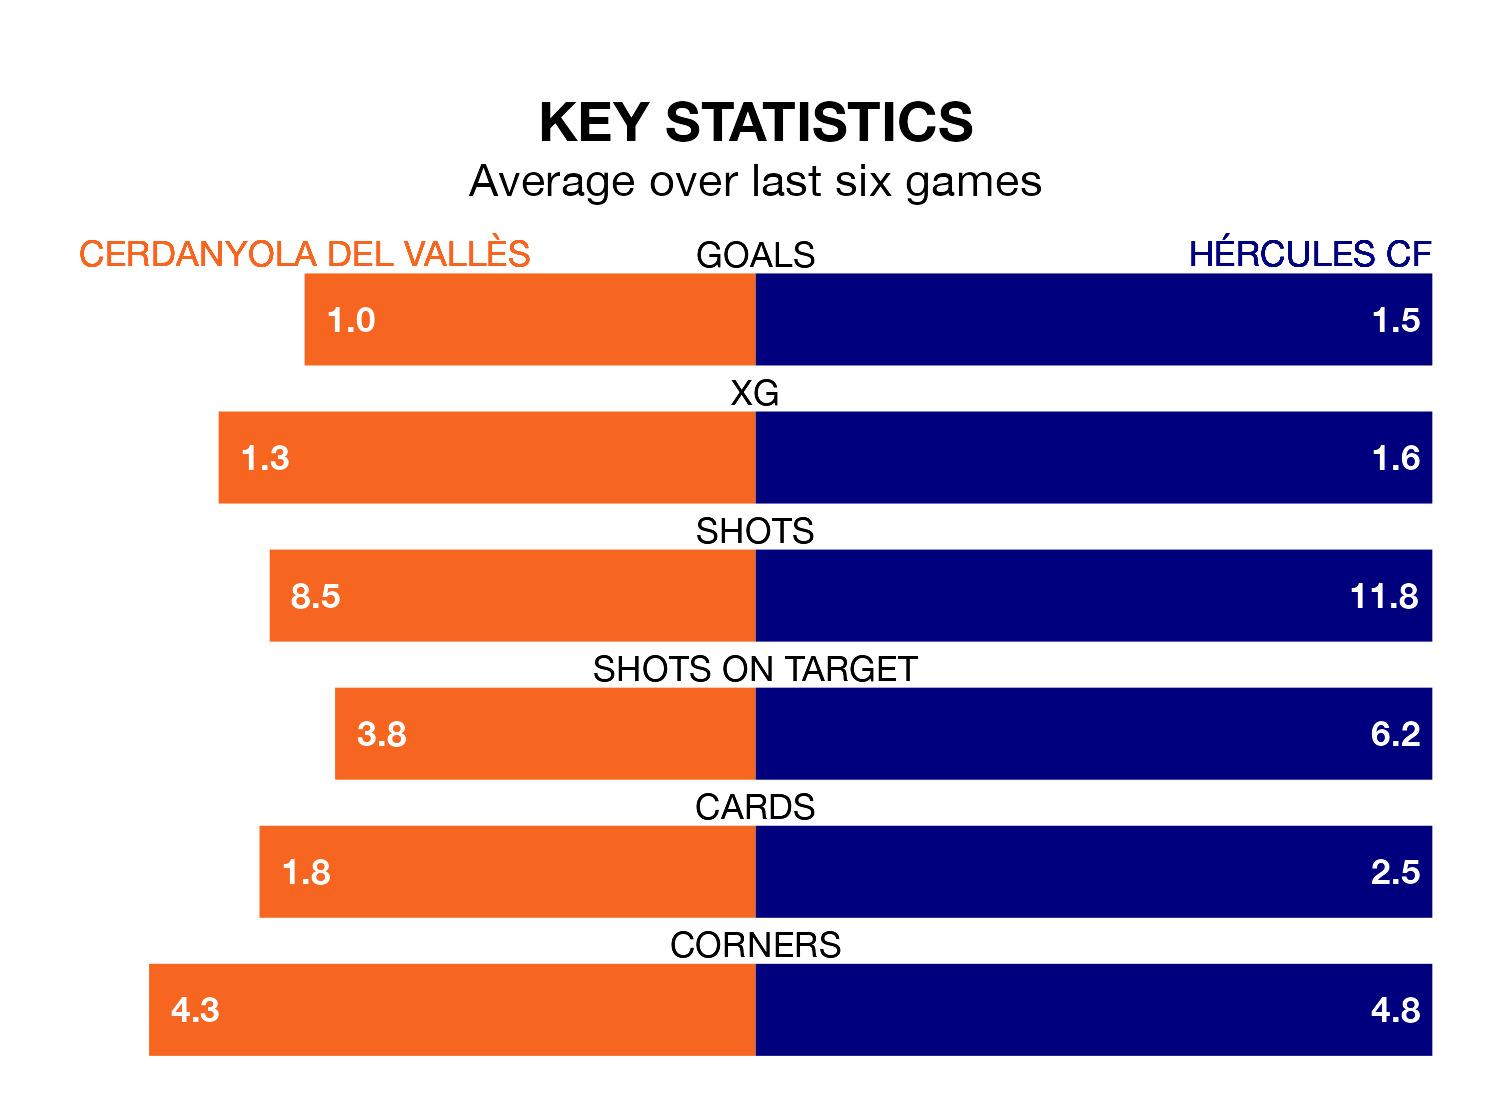 KEY STATISTICS
Average over last six games
CERDANYOLA DEL VALLÈS GOALS HÉRCULES CF
1.0 1.5
XG
1.3 1.6
SHOTS
8.5 11.8
SHOTS ON TARGET
3.8 6.2
CARDS
1.8 2.5
CORNERS
4.3 4.8